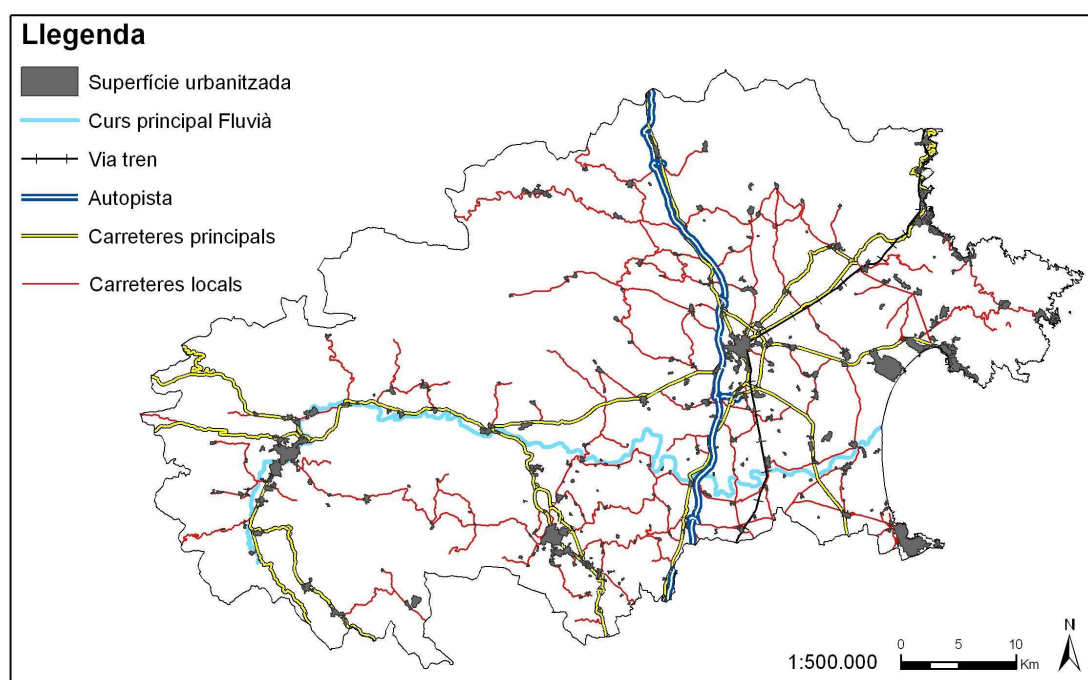 Llegenda
Superfície urbanitzada
Curs principal Fluvià
Via tren
Autopista
Carreteres principals
Carreteres locals
N
1:500.000
0 5 10
Km